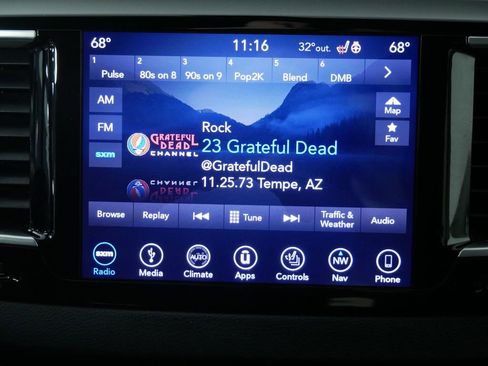 68° 11:16 32°out. 68°
1 2 3 4 5 6
Pulse 80s on 8 90s on 9 Pop2K Blend DMB
AM
Map
FM
Fav
sxm
GRATEFUL
DEAD
CHANNEL
Rock
23 Grateful Dead
@GratefulDead
11.25.73 Tempe, AZ
Browse Replay Tune Traffic & Weather Audio
sxm AUTO ū NW
Radio Media Climate Apps Controls Nav Phone